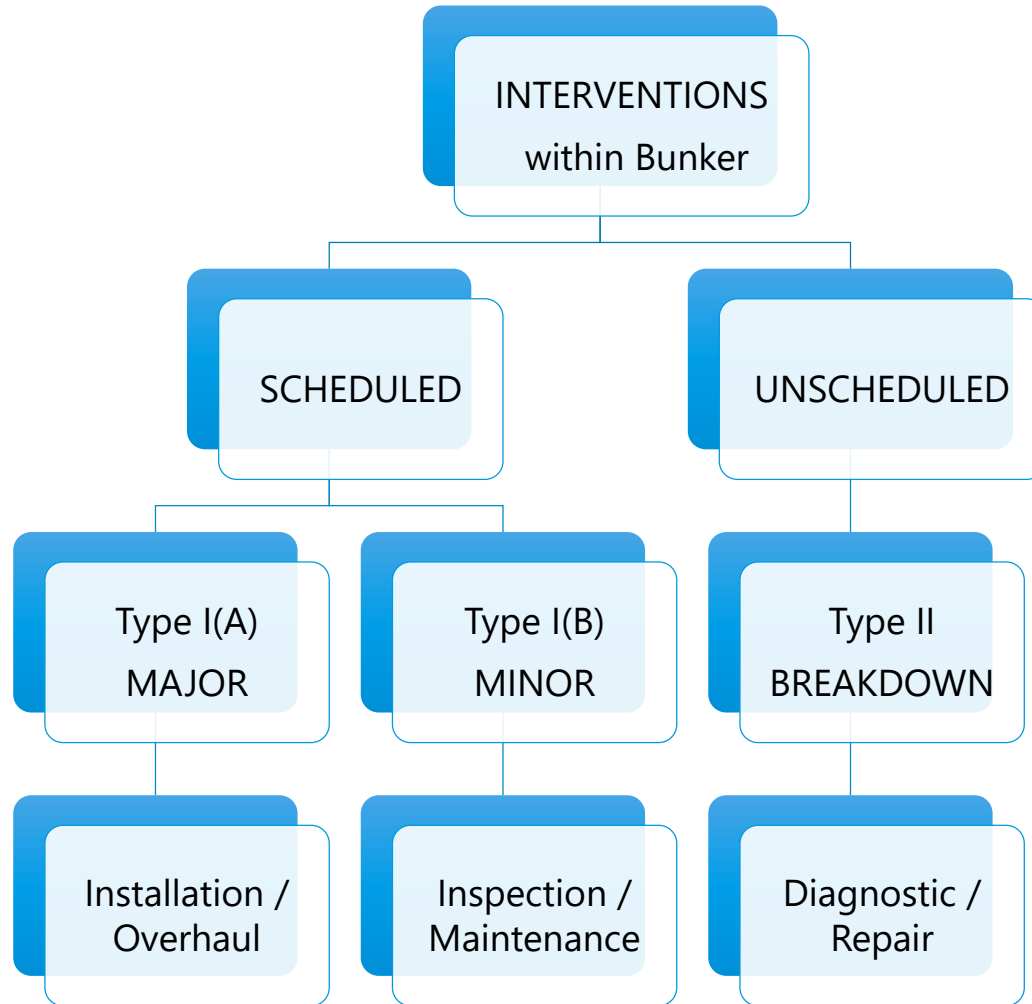 INTERVENTIONS
within Bunker
SCHEDULED
UNSCHEDULED
Type I(A)
MAJOR
Type I(B)
MINOR
Type II
BREAKDOWN
Installation /
Overhaul
Inspection /
Maintenance
Diagnostic /
Repair